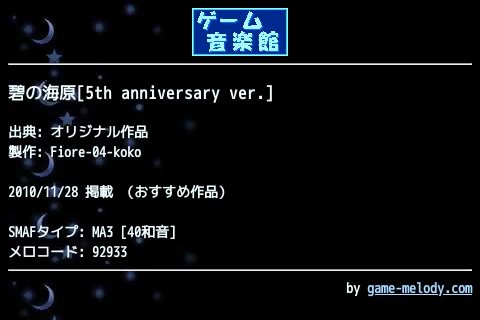 ゲーム
音楽館
碧の海原[5th anniversary ver.]
出典: オリジナル作品
製作: Fiore-04-koko
2010/11/28 掲載 (おすすめ作品)
SMAFタイプ: MA3 [40和音]
メロコード: 92933
by game-melody.com